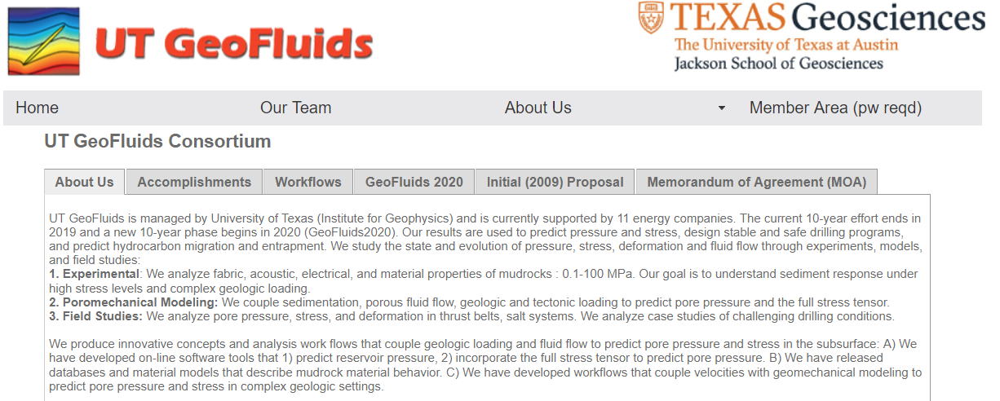 UT GeoFluids
TEXAS Geosciences
The University of Texas at Austin
Jackson School of Geosciences
Home
Our Team
About Us
Member Area (pw reqd)
UT GeoFluids Consortium
About Us
Accomplishments
Workflows
GeoFluids 2020
Initial (2009) Proposal
Memorandum of Agreement (MOA)
UT GeoFluids is managed by University of Texas (Institute for Geophysics) and is currently supported by 11 energy companies. The current 10-year effort ends in
2019 and a new 10-year phase begins in 2020 (GeoFluids2020). Our results are used to predict pressure and stress, design stable and safe drilling programs,
and predict hydrocarbon migration and entrapment. We study the state and evolution of pressure, stress, deformation and fluid flow through experiments, models,
and field studies:
1. Experimental: We analyze fabric, acoustic, electrical, and material properties of mudrocks : 0.1-100 MPa. Our goal is to understand sediment response under
high stress levels and complex geologic loading.
2. Poromechanical Modeling: We couple sedimentation, porous fluid flow, geologic and tectonic loading to predict pore pressure and the full stress tensor.
3. Field Studies: We analyze pore pressure, stress, and deformation in thrust belts, salt systems. We analyze case studies of challenging drilling conditions.
We produce innovative concepts and analysis work flows that couple geologic loading and fluid flow to predict pore pressure and stress in the subsurface: A) We
have developed on-line software tools that 1) predict reservoir pressure, 2) incorporate the full stress tensor to predict pore pressure. B) We have released
databases and material models that describe mudrock material behavior. C) We have developed workflows that couple velocities with geomechanical modeling to
predict pore pressure and stress in complex geologic settings.